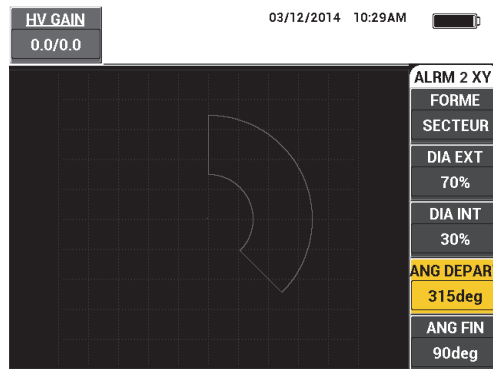 HV GAIN
0.0/0.0
03/12/2014 10:29AM
ALRM 2 XY
FORME
SECTEUR
DIA EXT
70%
DIA INT
30%
ANG DEPAR
315deg
ANG FIN
90deg